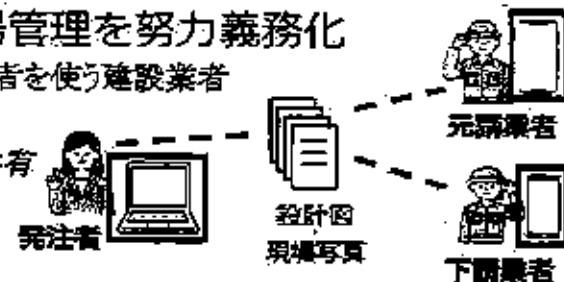 場管理を努力義務化
者を使う建設業者
有
発注者
設計図
現場写真
元請業者
下請業者